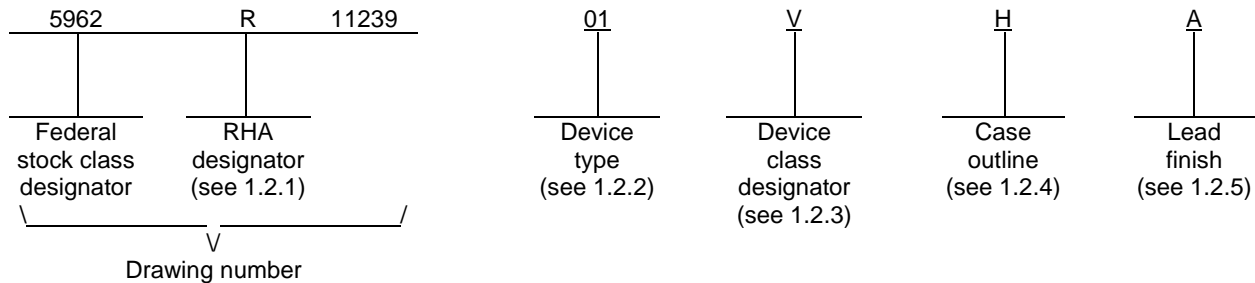 5962 R 11239 01 V H A
Federal stock class designator
RHA designator (see 1.2.1)
Device type (see 1.2.2)
Device class designator (see 1.2.3)
Case outline (see 1.2.4)
Lead finish (see 1.2.5)
\ /
\/
Drawing number